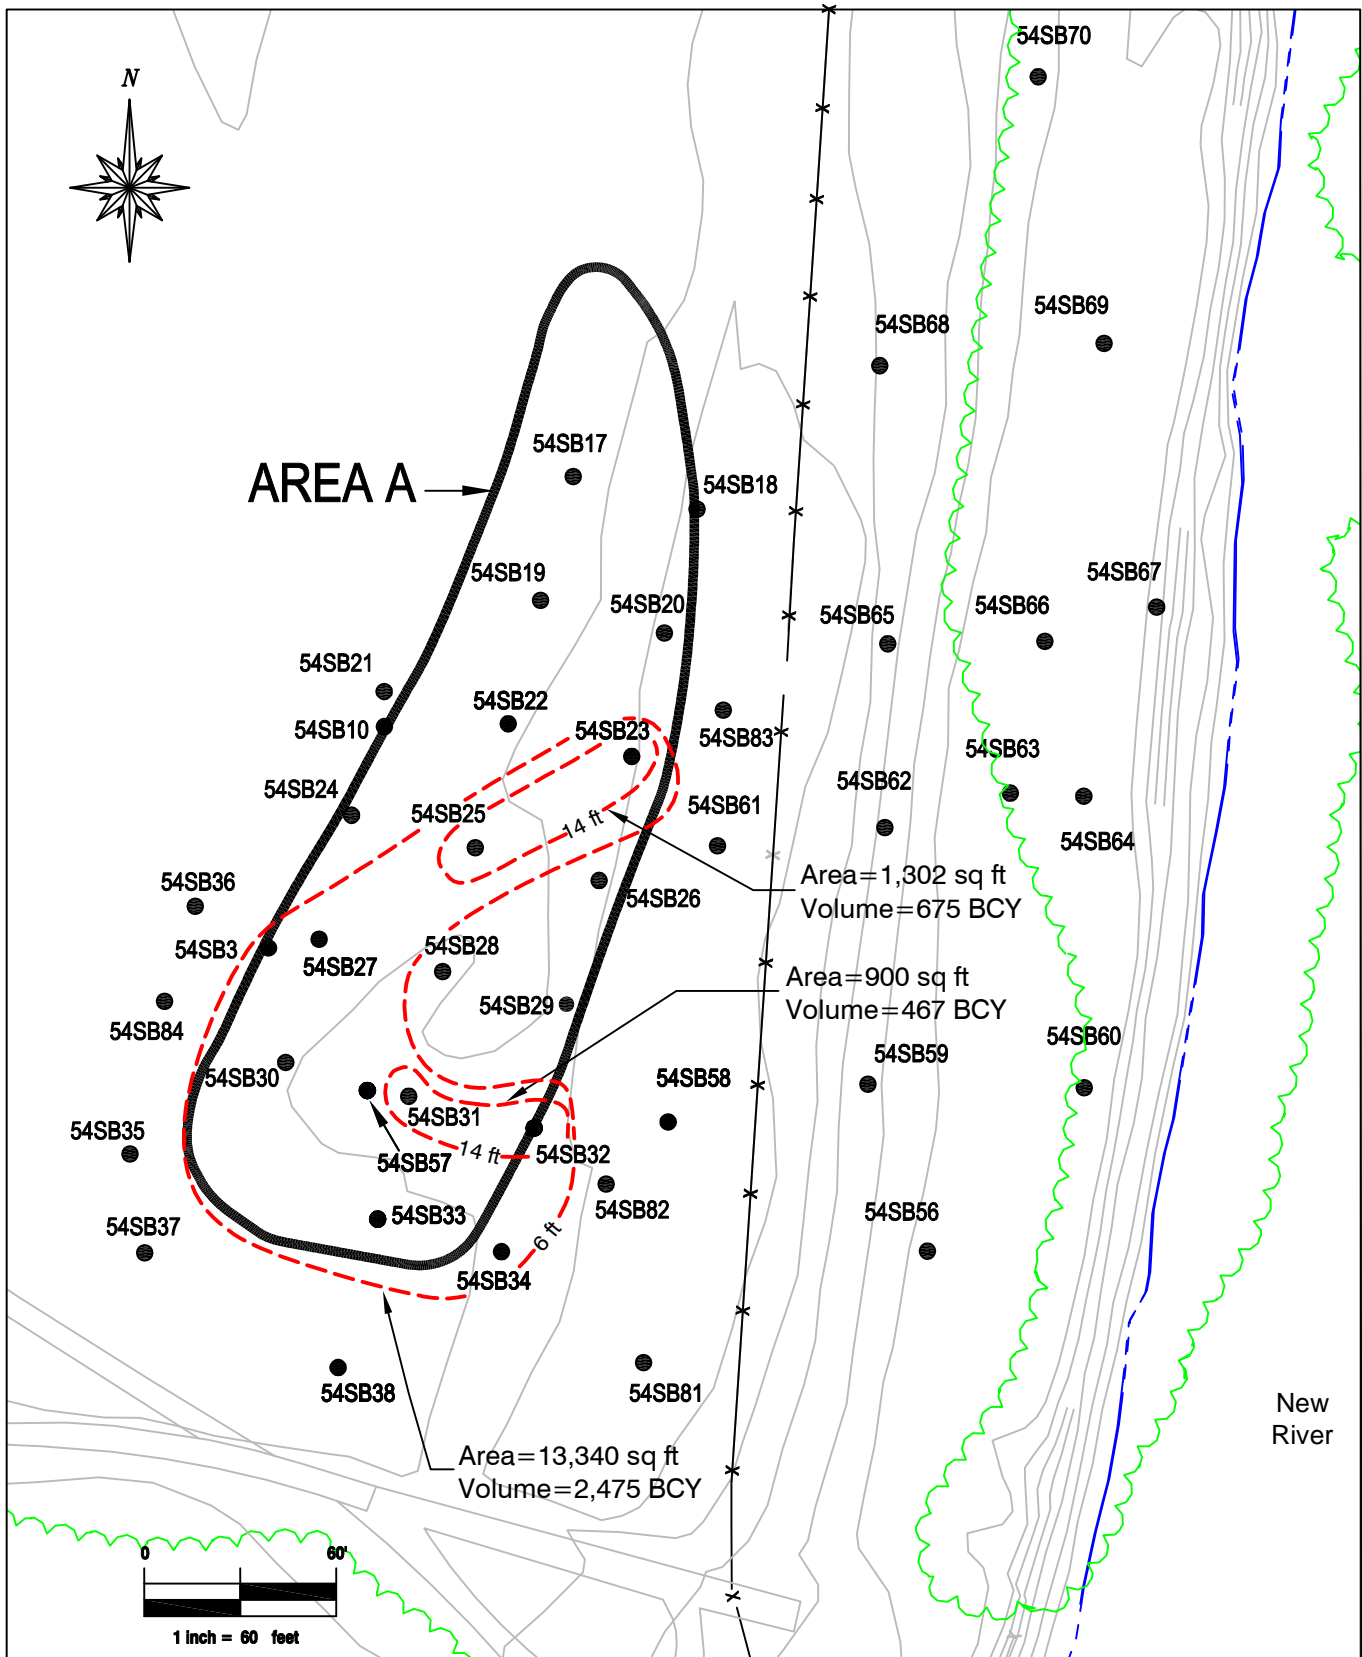 54SB70
N
54SB69
54SB68
54SB17
AREA A
54SB18
54SB19
54SB67
54SB20
54SB66
54SB65
54SB21
54SB22
54SB10
54SB23
54SB83
54SB63
54SB24
54SB25
54SB61
54SB62
14 ft
54SB64
Area=1,302 sq ft
Volume=675 BCY
54SB36
54SB26
54SB3
54SB27
54SB28
Area=900 sq ft
Volume=467 BCY
54SB29
54SB84
54SB60
54SB59
54SB30
54SB58
54SB31
54SB35
14 ft
54SB32
54SB57
54SB82
54SB33
54SB37
6 ft
54SB56
54SB34
54SB38
54SB81
New
River
Area=13,340 sq ft
Volume=2,475 BCY
0 60'
1 inch = 60 feet